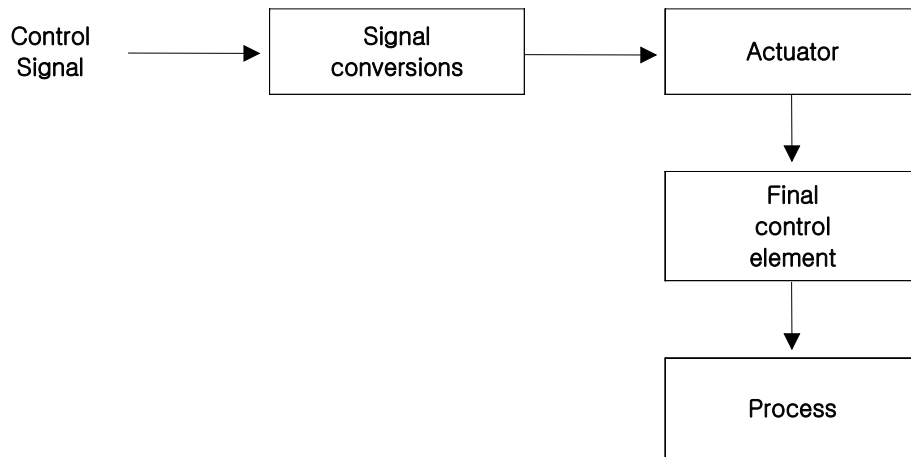 Control
Signal
Signal
conversions
Actuator
Final
control
element
Process